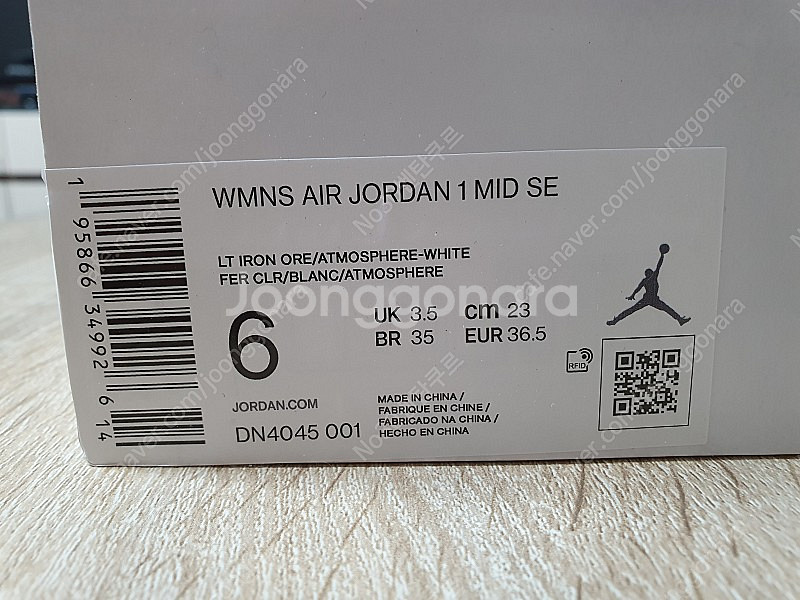 WMNS AIR JORDAN 1 MID SE
LT IRON ORE/ATMOSPHERE-WHITE
FER CLR/BLANC/ATMOSPHERE
6
UK 3.5 cm 23
BR 35 EUR 36.5
JORDAN.COM
DN4045 001
MADE IN CHINA /
FABRIQUE EN CHINE /
FABRICADO NA CHINA /
HECHO EN CHINA
RFID
1 95866 34992 6 14
Joonggonara